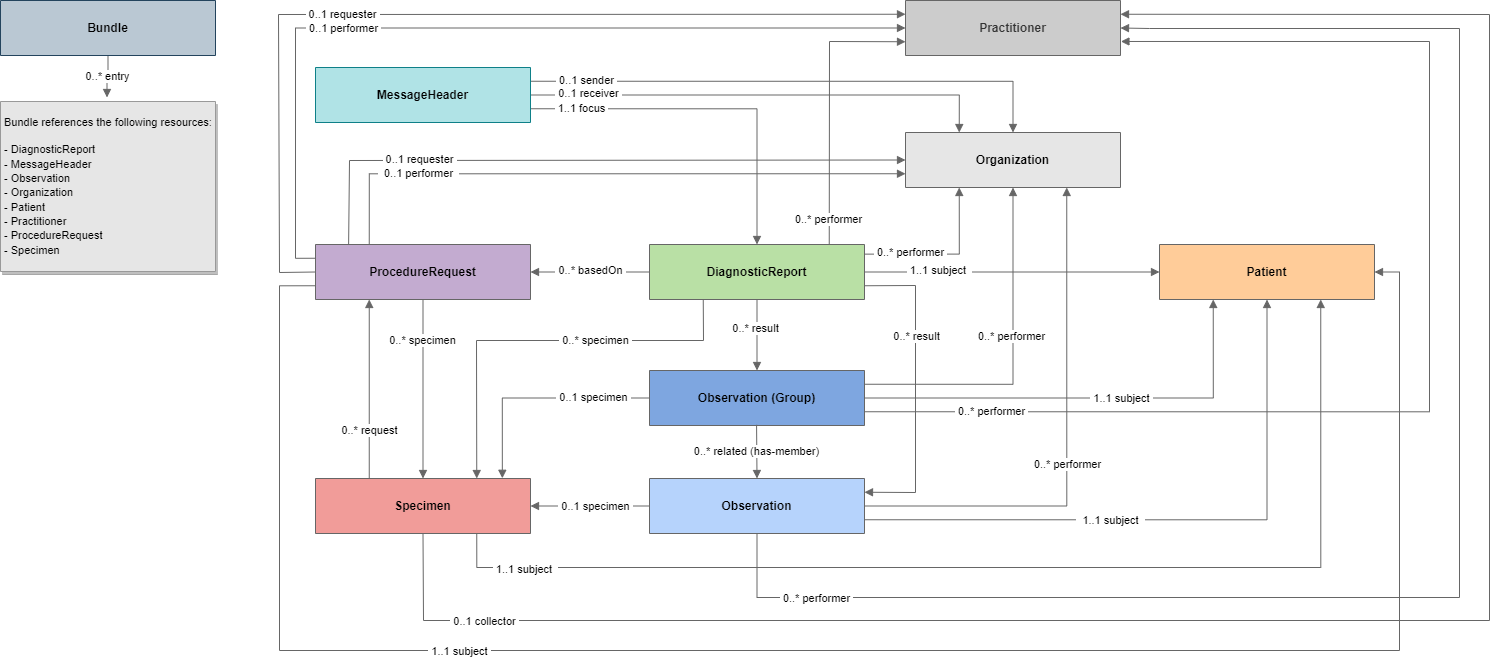 Bundle
0..* entry
Bundle references the following resources:
- DiagnosticReport
- MessageHeader
- Observation
- Organization
- Patient
- Practitioner
- ProcedureRequest
- Specimen
0..1 requester
0..1 performer
Practitioner
MessageHeader
0..1 sender
0..1 receiver
1..1 focus
Organization
0..1 requester
0..1 performer
0..* performer
0..* performer
ProcedureRequest
0..* basedOn
DiagnosticReport
1..1 subject
Patient
0..* specimen
0..* specimen
0..* result
0..* result
0..* performer
0..1 specimen
Observation (Group)
1..1 subject
0..* performer
0..* request
0..* related (has-member)
0..* performer
Specimen
0..1 specimen
Observation
1..1 subject
1..1 subject
0..* performer
0..1 collector
1..1 subject